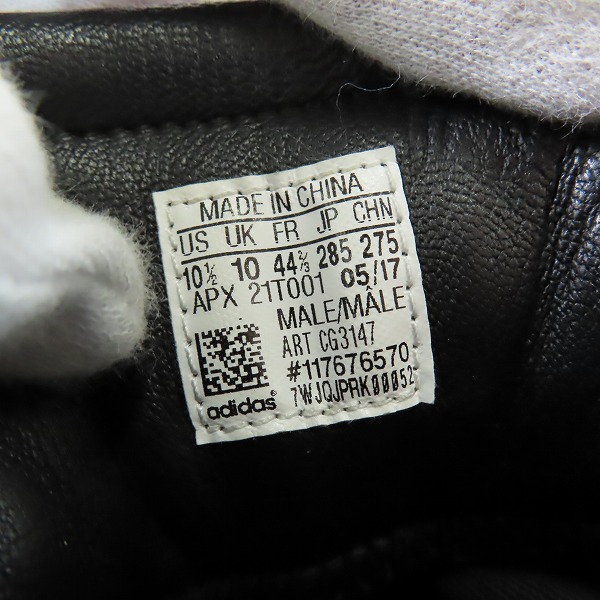 MADE IN CHINA
US UK FR JP CHN
10½ 10 44⅔ 285 275
APX 21T001 05/17
MALE/MÂLE
ART CG3147
#117676570
7WJQJPRK00052
adidas®